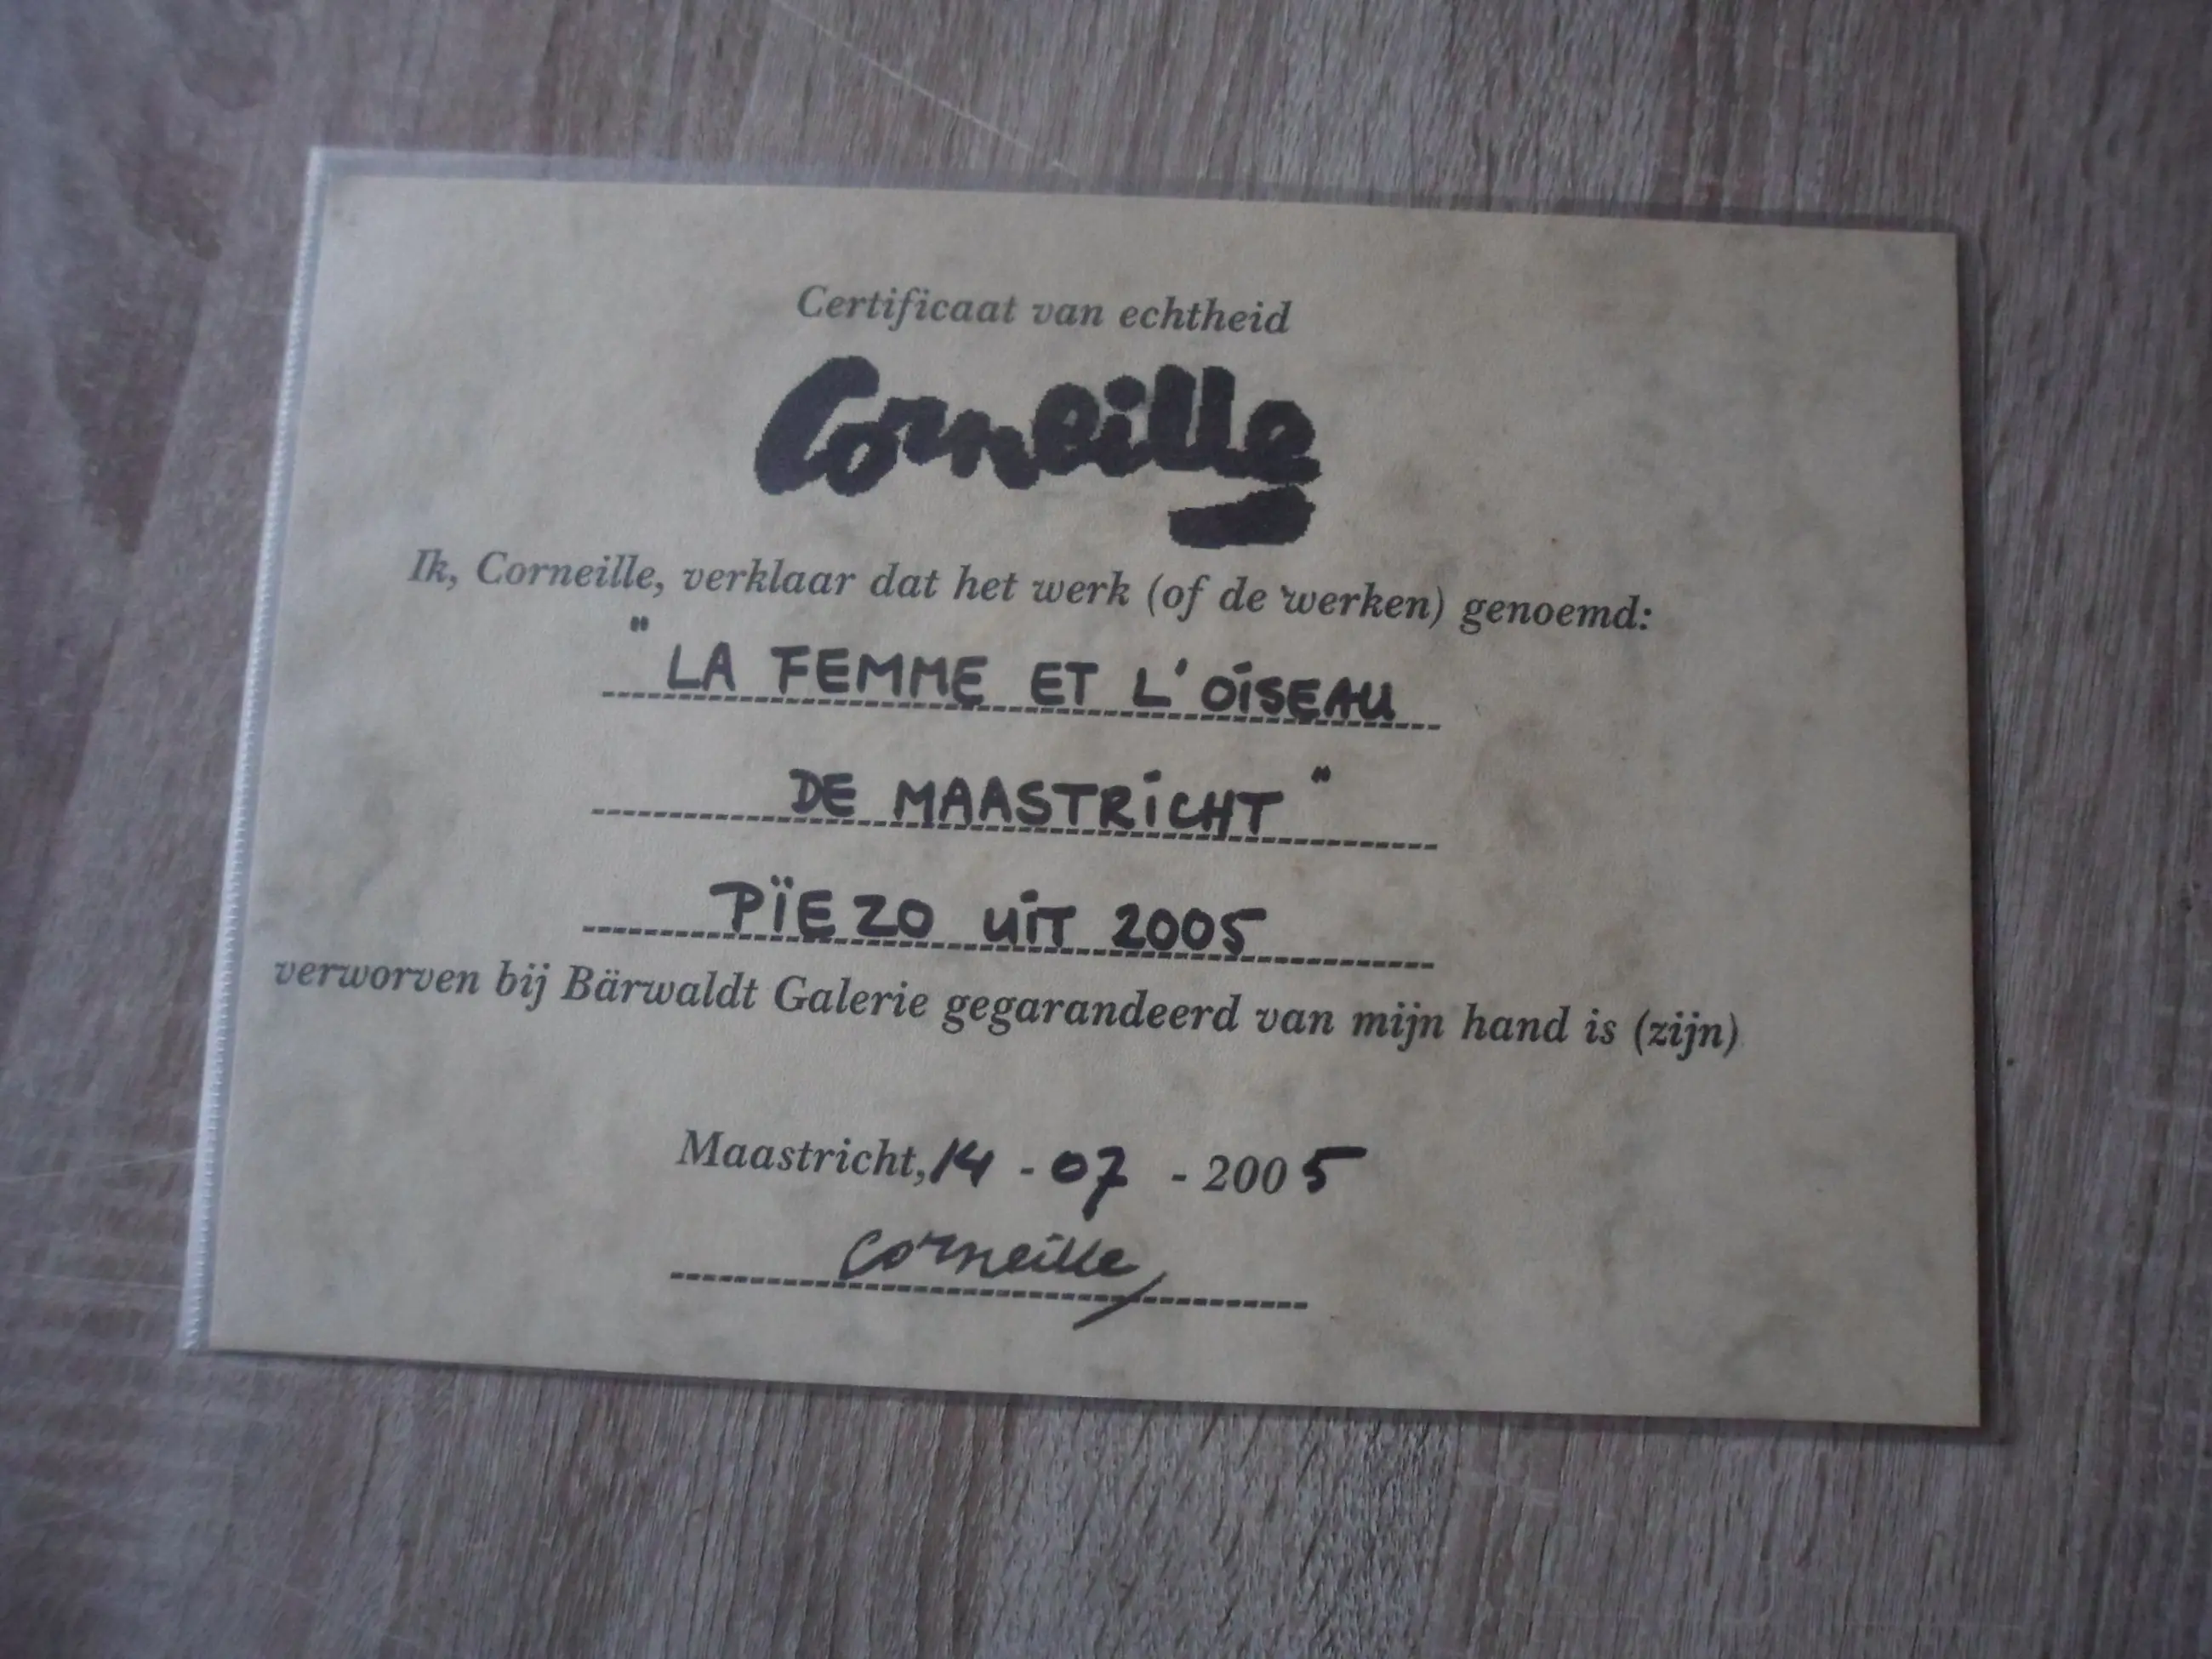 Certificaat van echtheid
Corneille
Ik, Corneille, verklaar dat het werk (of de werken) genoemd:
"LA FEMME ET L'OISEAU
DE MAASTRICHT"
PÏEZO UIT 2005
verworven bij Bärwaldt Galerie gegarandeerd van mijn hand is (zijn)
Maastricht, 14 - 07 - 2005
Corneille